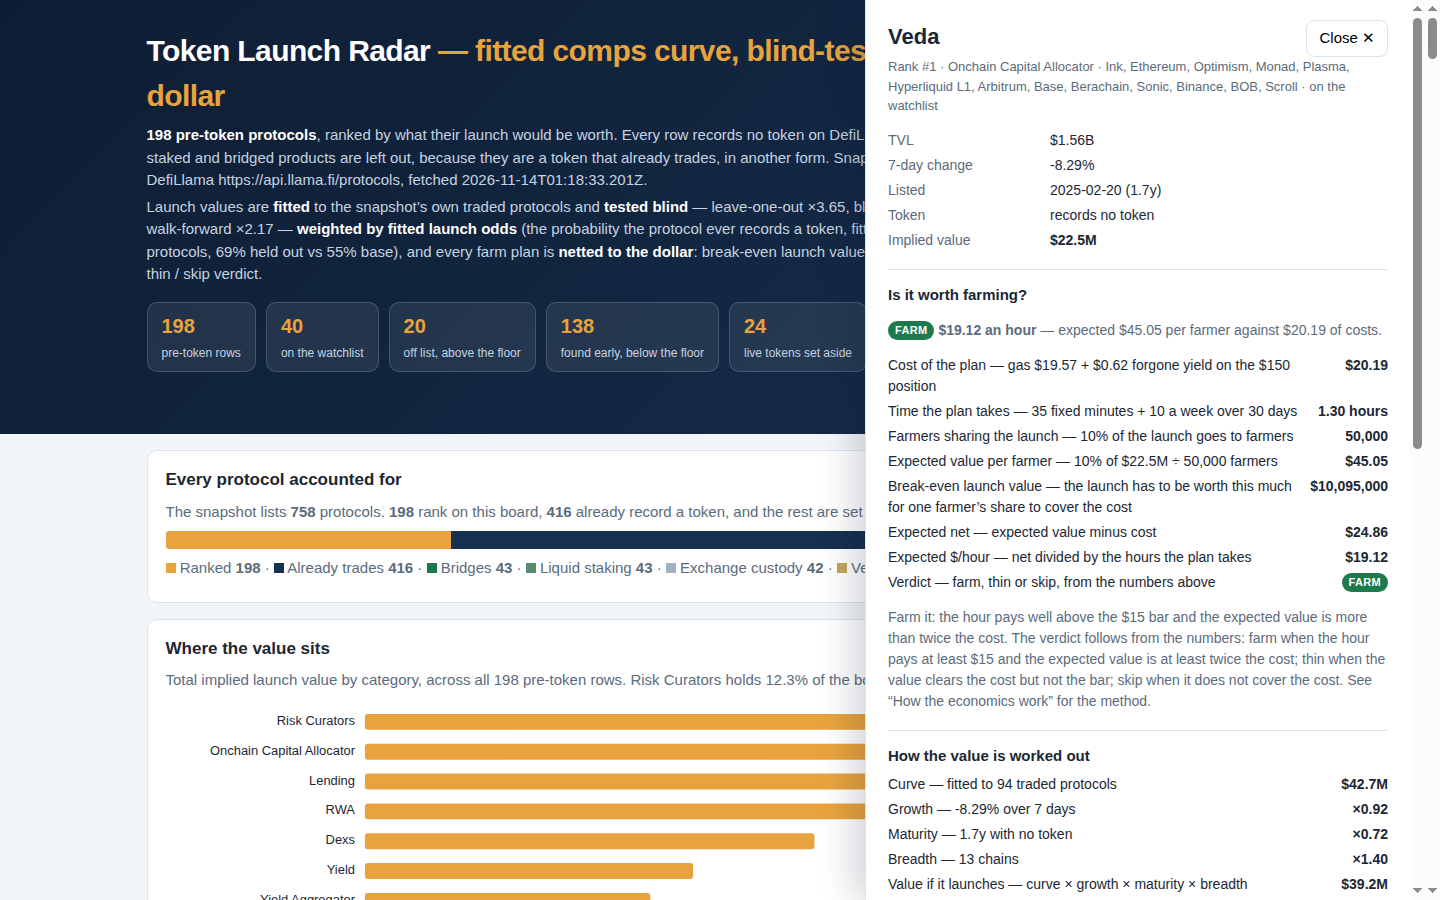 Token Launch Radar — fitted comps curve, blind-tes
dollar
198 pre-token protocols, ranked by what their launch would be worth. Every row records no token on DefiL
staked and bridged products are left out, because they are a token that already trades, in another form. Snap
DefiLlama https://api.llama.fi/protocols, fetched 2026-11-14T01:18:33.201Z.
Launch values are fitted to the snapshot's own traded protocols and tested blind — leave-one-out ×3.65, bl
walk-forward ×2.17 — weighted by fitted launch odds (the probability the protocol ever records a token, fitt
protocols, 69% held out vs 55% base), and every farm plan is netted to the dollar: break-even launch value
thin / skip verdict.
198
pre-token rows
40
on the watchlist
20
off list, above the floor
138
found early, below the floor
24
live tokens set aside
Every protocol accounted for
The snapshot lists 758 protocols. 198 rank on this board, 416 already record a token, and the rest are set
Ranked 198 · Already trades 416 · Bridges 43 · Liquid staking 43 · Exchange custody 42 · Ve
Where the value sits
Total implied launch value by category, across all 198 pre-token rows. Risk Curators holds 12.3% of the bo
Risk Curators
Onchain Capital Allocator
Lending
RWA
Dexs
Yield
Yield Aggregator
Veda
Close ✕
Rank #1 · Onchain Capital Allocator · Ink, Ethereum, Optimism, Monad, Plasma,
Hyperliquid L1, Arbitrum, Base, Berachain, Sonic, Binance, BOB, Scroll · on the
watchlist
TVL $1.56B
7-day change -8.29%
Listed 2025-02-20 (1.7y)
Token records no token
Implied value $22.5M
Is it worth farming?
FARM $19.12 an hour — expected $45.05 per farmer against $20.19 of costs.
Cost of the plan — gas $19.57 + $0.62 forgone yield on the $150 $20.19
position
Time the plan takes — 35 fixed minutes + 10 a week over 30 days 1.30 hours
Farmers sharing the launch — 10% of the launch goes to farmers 50,000
Expected value per farmer — 10% of $22.5M ÷ 50,000 farmers $45.05
Break-even launch value — the launch has to be worth this much $10,095,000
for one farmer's share to cover the cost
Expected net — expected value minus cost $24.86
Expected $/hour — net divided by the hours the plan takes $19.12
Verdict — farm, thin or skip, from the numbers above FARM
Farm it: the hour pays well above the $15 bar and the expected value is more
than twice the cost. The verdict follows from the numbers: farm when the hour
pays at least $15 and the expected value is at least twice the cost; thin when the
value clears the cost but not the bar; skip when it does not cover the cost. See
“How the economics work” for the method.
How the value is worked out
Curve — fitted to 94 traded protocols $42.7M
Growth — -8.29% over 7 days ×0.92
Maturity — 1.7y with no token ×0.72
Breadth — 13 chains ×1.40
Value if it launches — curve × growth × maturity × breadth $39.2M